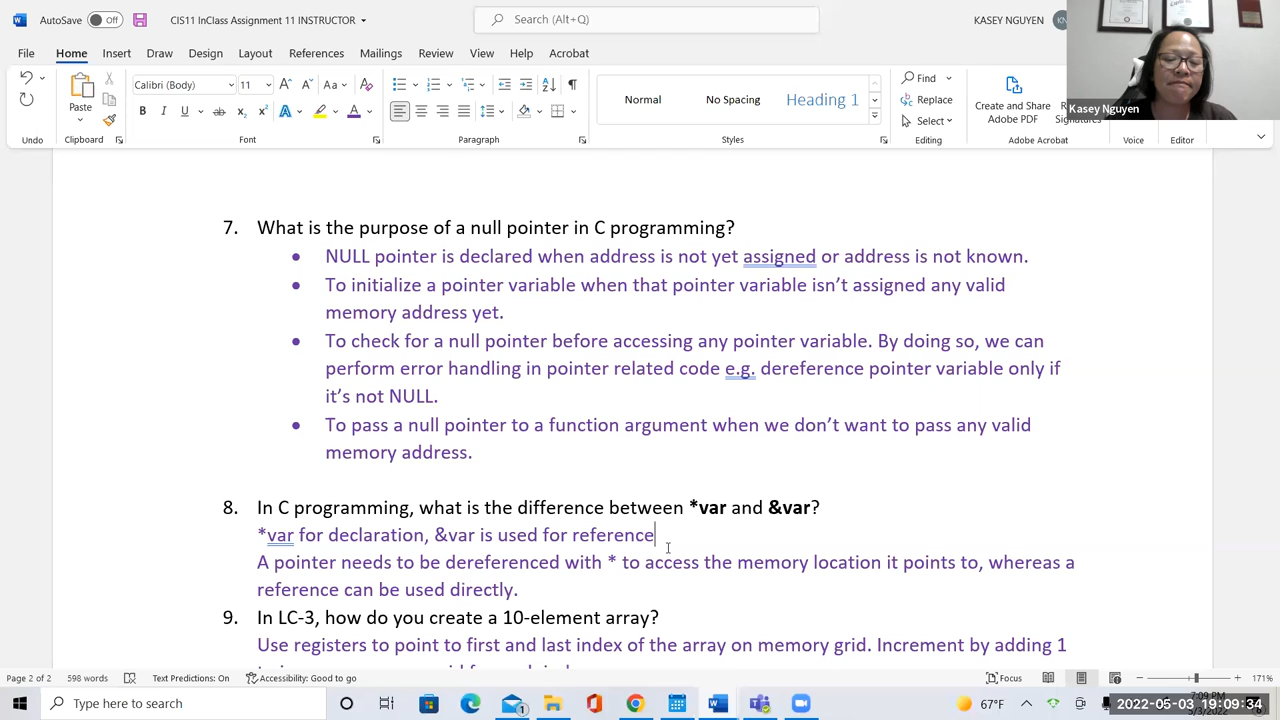 AutoSave Off CIS11 InClass Assignment 11 INSTRUCTOR Search (Alt+Q) KASEY NGUYEN KN
File Home Insert Draw Design Layout References Mailings Review View Help Acrobat
Calibri (Body) 11 Aa Find
Paste Normal No Spacing Heading 1 Replace Create and Share
Select Adobe PDF Signatures
Kasey Nguyen
Undo Clipboard Font Paragraph Styles Editing Adobe Acrobat Voice Editor
7. What is the purpose of a null pointer in C programming?
• NULL pointer is declared when address is not yet assigned or address is not known.
• To initialize a pointer variable when that pointer variable isn’t assigned any valid
memory address yet.
• To check for a null pointer before accessing any pointer variable. By doing so, we can
perform error handling in pointer related code e.g. dereference pointer variable only if
it’s not NULL.
• To pass a null pointer to a function argument when we don’t want to pass any valid
memory address.
8. In C programming, what is the difference between *var and &var?
*var for declaration, &var is used for reference
A pointer needs to be dereferenced with * to access the memory location it points to, whereas a
reference can be used directly.
9. In LC-3, how do you create a 10-element array?
Use registers to point to first and last index of the array on memory grid. Increment by adding 1
Page 2 of 2 598 words Text Predictions: On Accessibility: Good to go Focus 171%
Type here to search 67°F 7:09 PM
5/3/2022
2022-05-03 19:09:34